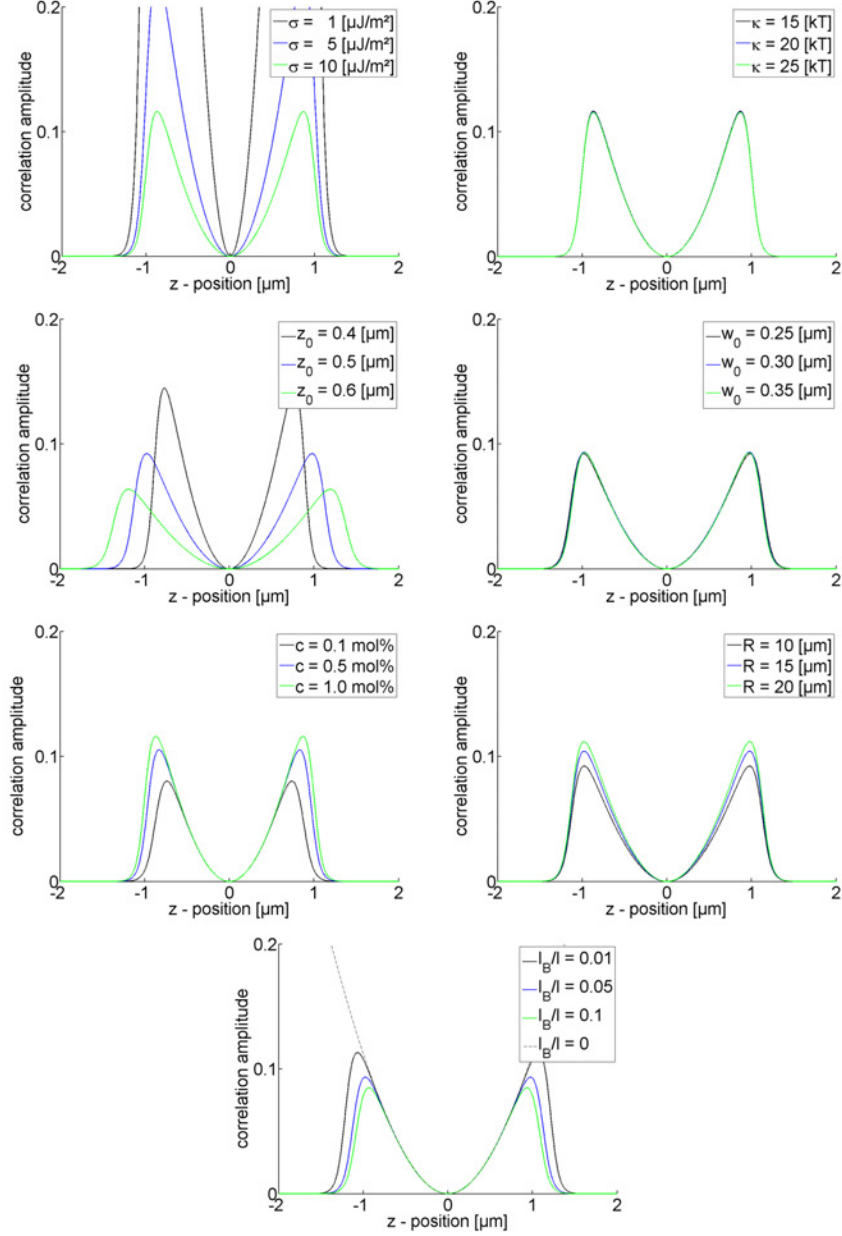 σ = 1 [µJ/m²]
σ = 5 [µJ/m²]
σ = 10 [µJ/m²]
0.2
0.1
0
correlation amplitude
-2 -1 0 1 2
z - position [µm]
κ = 15 [kT]
κ = 20 [kT]
κ = 25 [kT]
0.2
0.1
0
correlation amplitude
-2 -1 0 1 2
z - position [µm]
z₀ = 0.4 [µm]
z₀ = 0.5 [µm]
z₀ = 0.6 [µm]
0.2
0.1
0
correlation amplitude
-2 -1 0 1 2
z - position [µm]
w₀ = 0.25 [µm]
w₀ = 0.30 [µm]
w₀ = 0.35 [µm]
0.2
0.1
0
correlation amplitude
-2 -1 0 1 2
z - position [µm]
c = 0.1 mol%
c = 0.5 mol%
c = 1.0 mol%
0.2
0.1
0
correlation amplitude
-2 -1 0 1 2
z - position [µm]
R = 10 [µm]
R = 15 [µm]
R = 20 [µm]
0.2
0.1
0
correlation amplitude
-2 -1 0 1 2
z - position [µm]
l_B/l = 0.01
l_B/l = 0.05
l_B/l = 0.1
l_B/l = 0
0.2
0.1
0
correlation amplitude
-2 -1 0 1 2
z - position [µm]